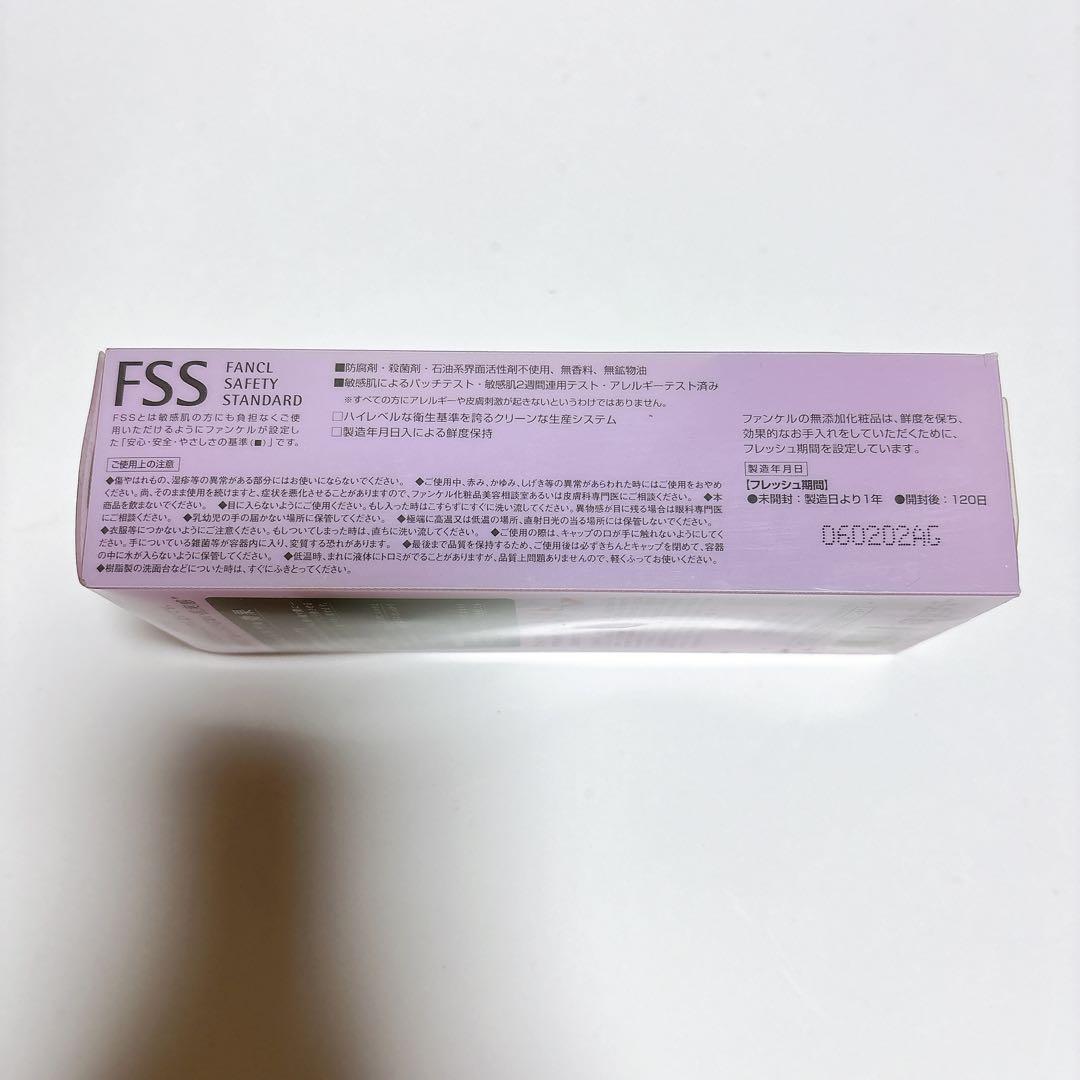 FSS
FANCL
SAFETY
STANDARD
FSSとは敏感肌の方にも負担なくご使
用いただけるようにファンケルが設定し
た「安心・安全・やさしさの基準(■)」です。
■防腐剤・殺菌剤・石油系界面活性剤不使用、無香料、無鉱物油
■敏感肌によるパッチテスト・敏感肌2週間連用テスト・アレルギーテスト済み
※すべての方にアレルギーや皮膚刺激が起きないというわけではありません。
□ハイレベルな衛生基準を誇るクリーンな生産システム
□製造年月日入による鮮度保持
ご使用上の注意
◆傷やはれもの、湿疹等の異常がある部分にはお使いにならないでください。 ◆ご使用中、赤み、かゆみ、しげき等の異常があらわれた時にはご使用をおやめ
ください。尚、そのまま使用を続けますと、症状を悪化させることがありますので、ファンケル化粧品美容相談室あるいは皮膚科専門医にご相談ください。 ◆本
商品を飲まないでください。 ◆目に入らないようにご使用ください。もし入った時はこすらずにすぐに洗い流してください。異物感が目に残る場合は眼科専門医
にご相談ください。 ◆乳幼児の手の届かない場所に保管してください。 ◆極端に高温又は低温の場所、直射日光の当る場所には保管しないでください。
◆衣服等につかないようにご注意ください。もしついてしまった時は、直ちに洗い流してください。 ◆ご使用の際は、キャップの口が手に触れないようにしてく
ださい。手についている雑菌等が容器内に入り、変質する恐れがあります。 ◆最後まで品質を保持するため、ご使用後は必ずきちんとキャップを閉めて、容器
の中に水が入らないように保管してください。 ◆低温時、まれに液体にトロミがでることがありますが、品質上問題ありませんので、軽くふってお使いください。
◆樹脂製の洗面台などについた時は、すぐにふきとってください。
ファンケルの無添加化粧品は、鮮度を保ち、
効果的なお手入れをしていただくために、
フレッシュ期間を設定しています。
製造年月日
【フレッシュ期間】
●未開封：製造日より1年 ●開封後：120日
060202AG